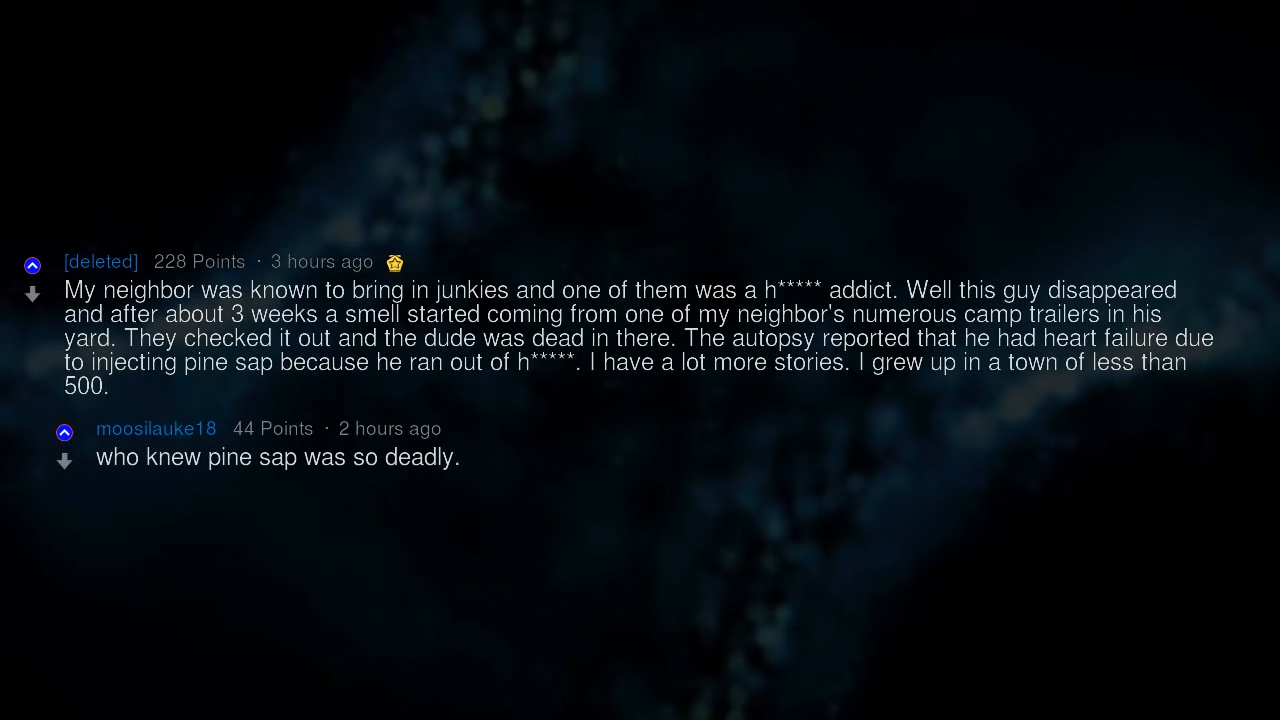 [deleted] 228 Points · 3 hours ago
My neighbor was known to bring in junkies and one of them was a h***** addict. Well this guy disappeared
and after about 3 weeks a smell started coming from one of my neighbor's numerous camp trailers in his
yard. They checked it out and the dude was dead in there. The autopsy reported that he had heart failure due
to injecting pine sap because he ran out of h*****. I have a lot more stories. I grew up in a town of less than
500.
moosilauke18 44 Points · 2 hours ago
who knew pine sap was so deadly.